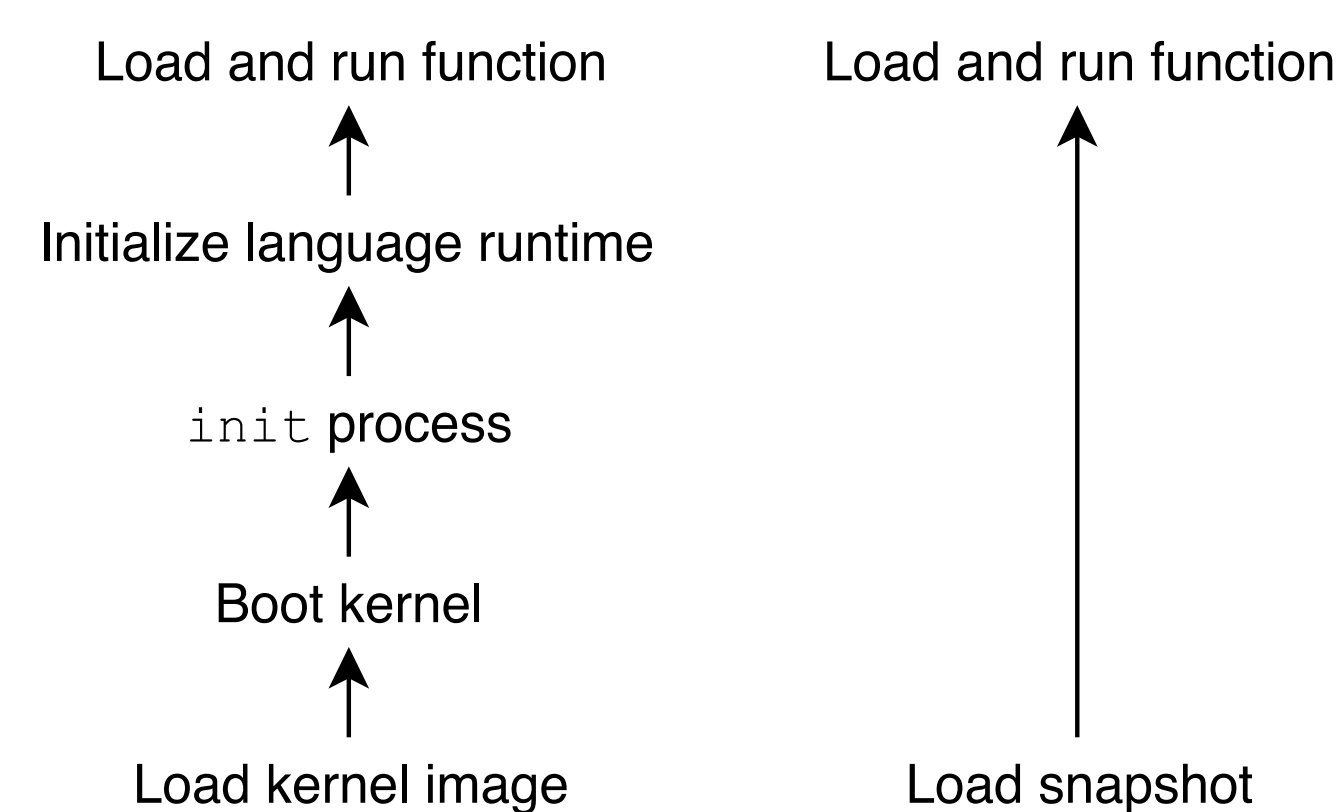 Load and run function
Initialize language runtime
init process
Boot kernel
Load kernel image
Load and run function
Load snapshot